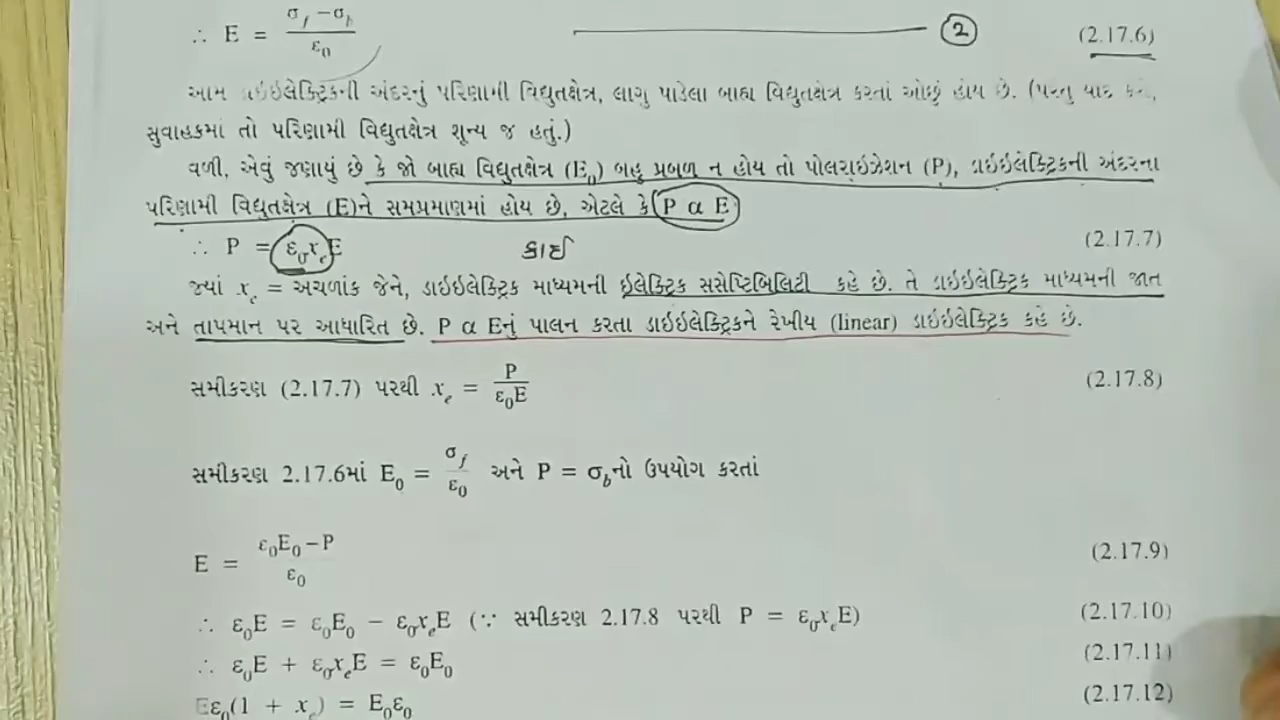 ∴ E = (σf – σb) / ε0 ② (2.17.6)
આમ ડાઇઇલેક્ટ્રિકની અંદરનું પરિણામી વિદ્યુતક્ષેત્ર, લાગુ પાડેલા બાહ્ય વિદ્યુતક્ષેત્ર કરતાં ઓછું હોય છે. (પરંતુ યાદ કરો,
સુવાહકમાં તો પરિણામી વિદ્યુતક્ષેત્ર શૂન્ય જ હતું.)
વળી, એવું જણાયું છે કે જો બાહ્ય વિદ્યુતક્ષેત્ર (E0) બહુ પ્રબળ ન હોય તો પોલરાઇઝેશન (P), ડાઇઇલેક્ટ્રિકની અંદરના
પરિણામી વિદ્યુતક્ષેત્ર (E)ને સમપ્રમાણમાં હોય છે, એટલે કે P α E
∴ P = ε0xeE કાઈ (2.17.7)
જ્યાં xe = અચળાંક જેને, ડાઇઇલેક્ટ્રિક માધ્યમની ઇલેક્ટ્રિક સસેપ્ટિબિલિટી કહે છે. તે ડાઇઇલેક્ટ્રિક માધ્યમની જાત
અને તાપમાન પર આધારિત છે. P α Eનું પાલન કરતા ડાઇઇલેક્ટ્રિકને રેખીય (linear) ડાઇઇલેક્ટ્રિક કહે છે.
સમીકરણ (2.17.7) પરથી xe = P / ε0E (2.17.8)
સમીકરણ 2.17.6માં E0 = σf / ε0 અને P = σbનો ઉપયોગ કરતાં
E = (ε0E0 – P) / ε0 (2.17.9)
∴ ε0E = ε0E0 – ε0xeE (∵ સમીકરણ 2.17.8 પરથી P = ε0xeE) (2.17.10)
∴ ε0E + ε0xeE = ε0E0 (2.17.11)
Eε0(1 + xe) = E0ε0 (2.17.12)